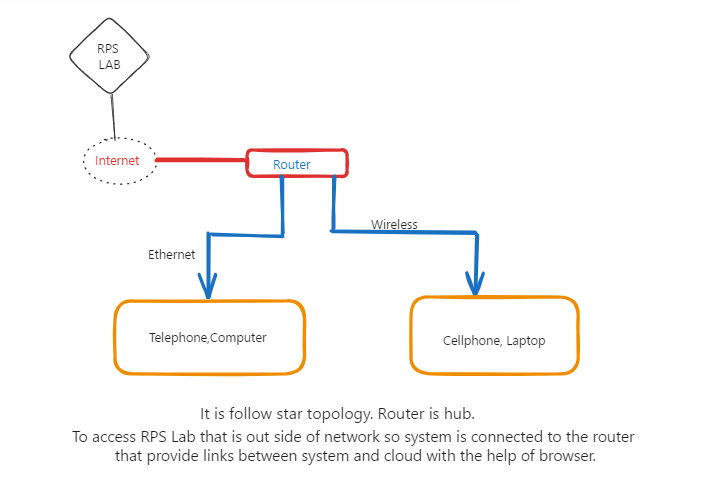 RPS
LAB
Internet
Router
Wireless
Ethernet
Telephone,Computer
Cellphone, Laptop
It is follow star topology. Router is hub.
To access RPS Lab that is out side of network so system is connected to the router
that provide links between system and cloud with the help of browser.